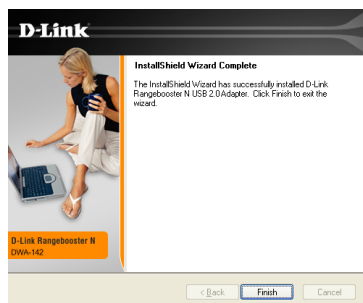 D-Link
InstallShield Wizard Complete
The InstallShield Wizard has successfully installed D-Link
Rangebooster N USB 2.0 Adapter. Click Finish to exit the
wizard.
D-Link Rangebooster N
DWA-142
< Back
Finish
Cancel